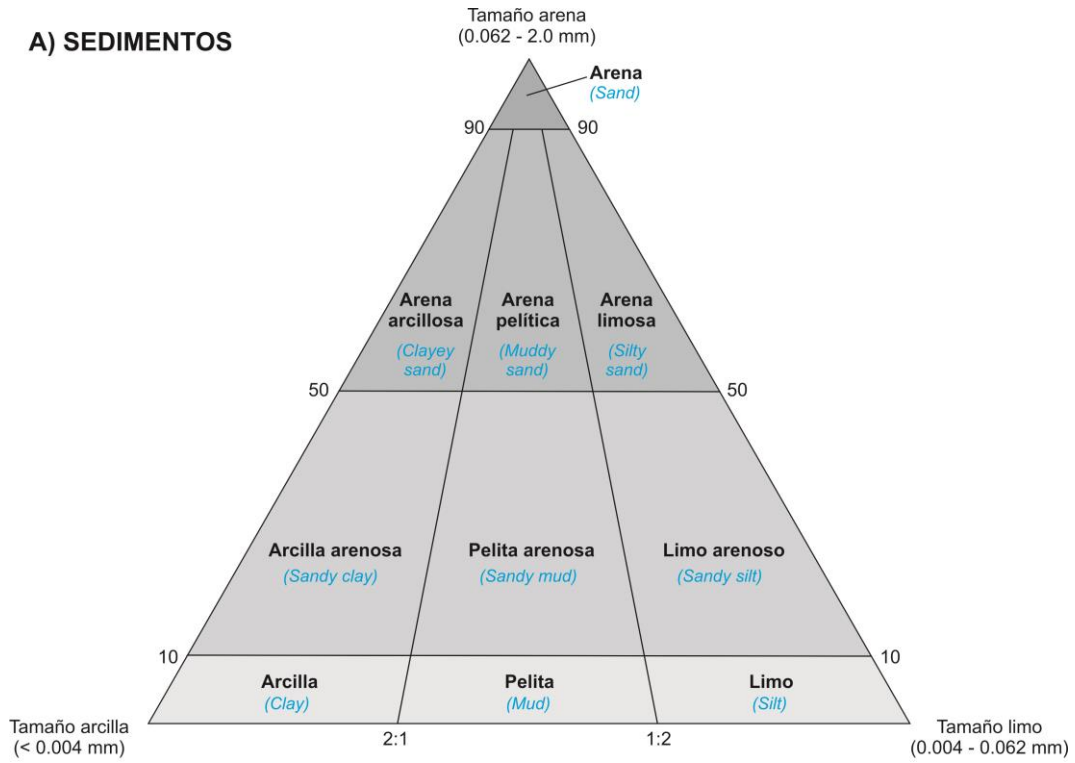 A) SEDIMENTOS
Tamaño arena
(0.062 - 2.0 mm)
Arena
(Sand)
90
90
Arena
arcillosa
(Clayey
sand)
Arena
pelítica
(Muddy
sand)
Arena
limosa
(Silty
sand)
50
50
Arcilla arenosa
(Sandy clay)
Pelita arenosa
(Sandy mud)
Limo arenoso
(Sandy silt)
10
10
Arcilla
(Clay)
Pelita
(Mud)
Limo
(Silt)
Tamaño arcilla
(< 0.004 mm)
2:1
1:2
Tamaño limo
(0.004 - 0.062 mm)